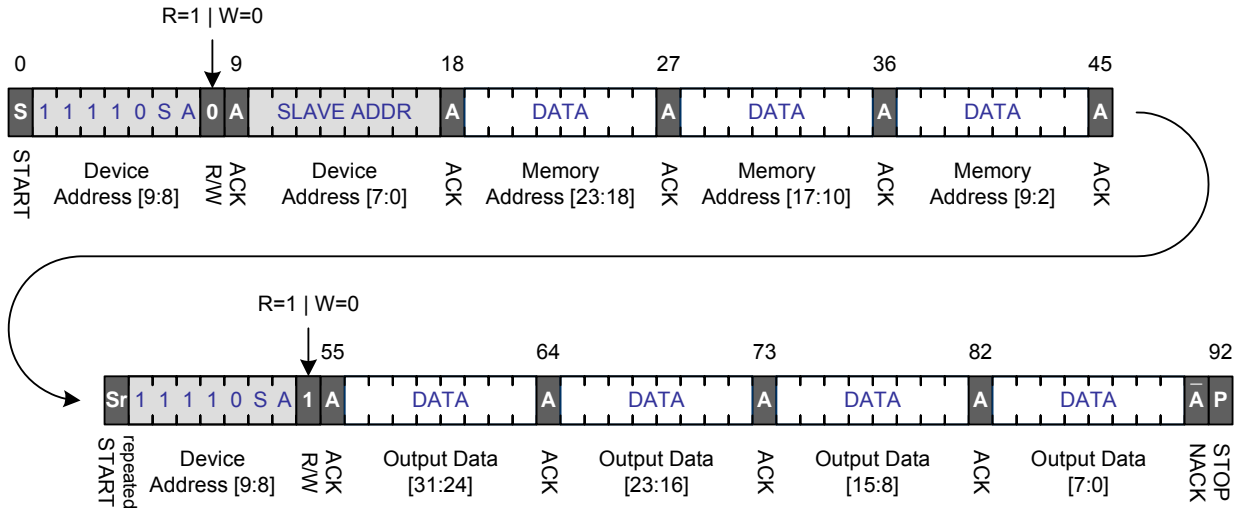 R=1 | W=0
0 9 18 27 36 45
S 1 1 1 1 0 S A 0 A SLAVE ADDR A DATA A DATA A DATA A
START Device Address [9:8] R/W ACK Device Address [7:0] ACK Memory Address [23:18] ACK Memory Address [17:10] ACK Memory Address [9:2] ACK
R=1 | W=0
55 64 73 82 92
Sr 1 1 1 1 0 S A 1 A DATA A DATA A DATA A DATA A̅ P
repeated START Device Address [9:8] R/W ACK Output Data [31:24] ACK Output Data [23:16] ACK Output Data [15:8] ACK Output Data [7:0] NACK STOP